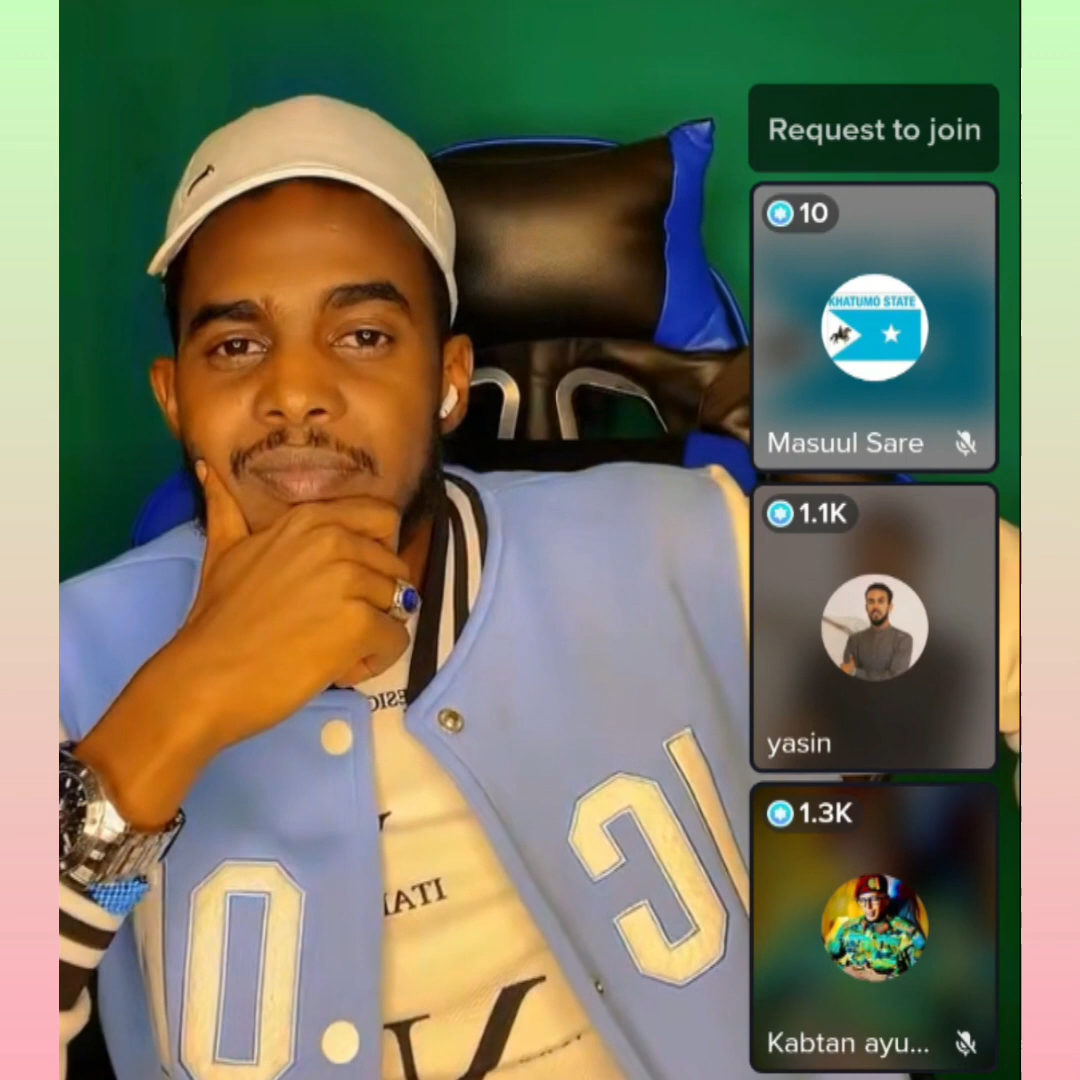 Request to join
10
KHATUMO STATE
Masuul Sare
1.1K
yasin
1.3K
Kabtan ayu...